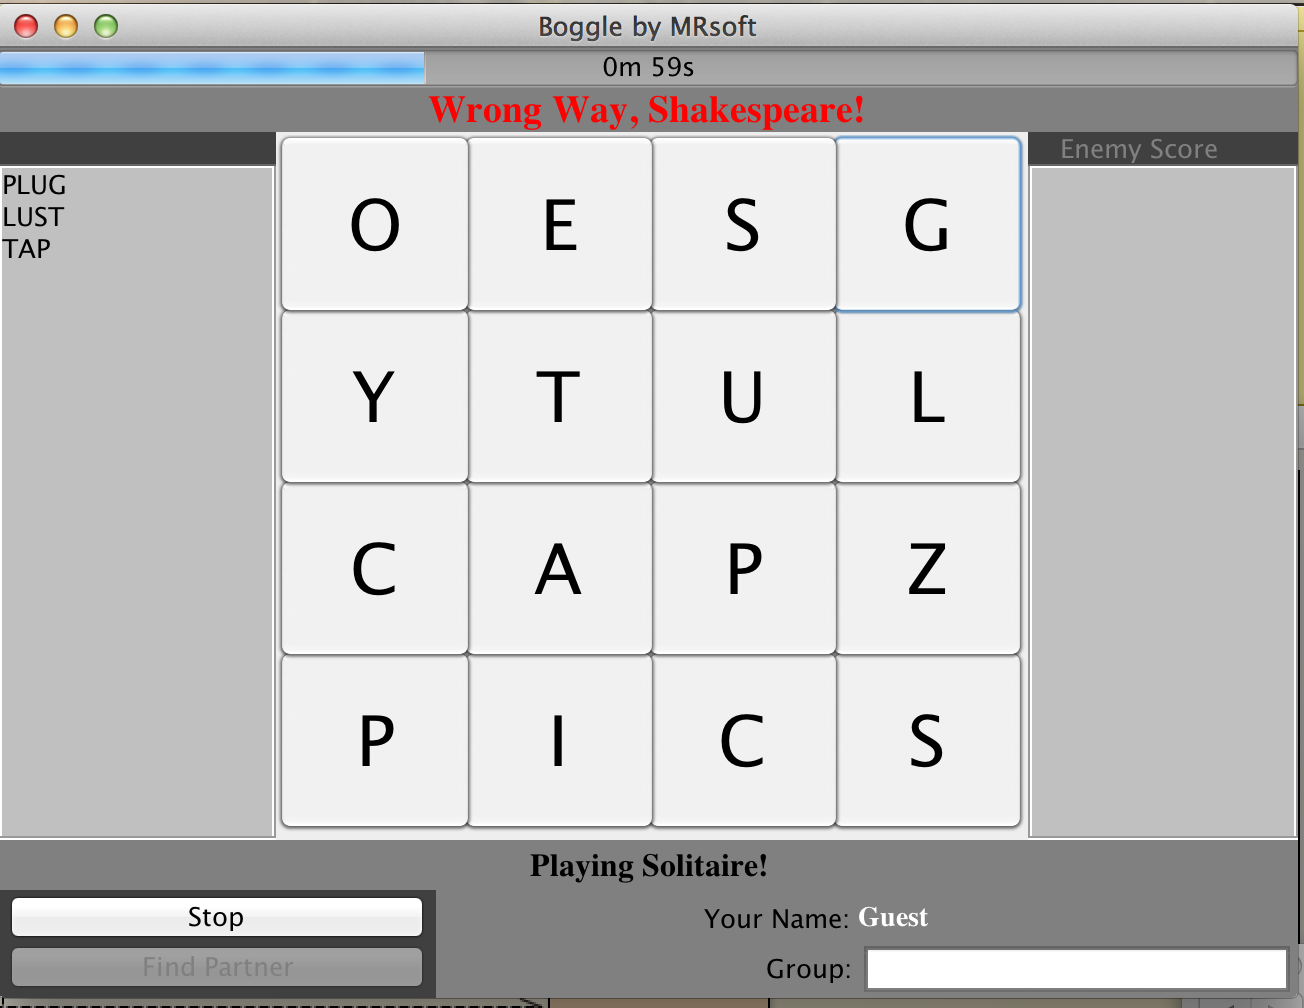 Boggle by MRsoft
0m 59s
Wrong Way, Shakespeare!
Enemy Score
PLUG
LUST
TAP
O E S G
Y T U L
C A P Z
P I C S
Playing Solitaire!
Stop
Find Partner
Your Name: Guest
Group: